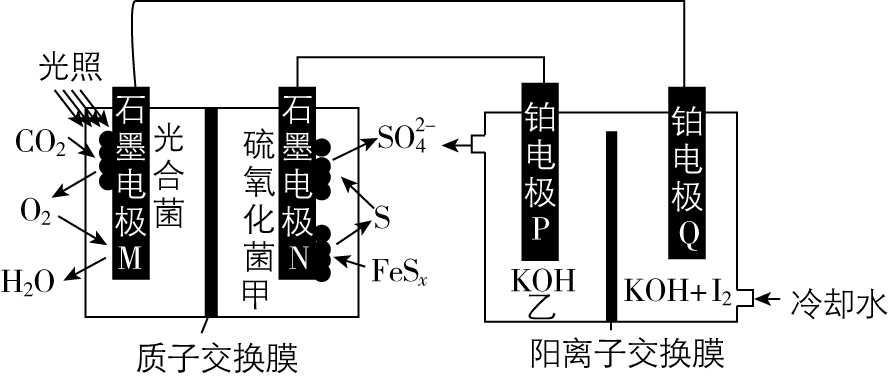 光照
CO₂
O₂
H₂O
石墨电极M
光合菌
硫氧化菌甲
石墨电极N
SO₄²⁻
S
FeSₓ
质子交换膜
铂电极P
KOH
乙
铂电极Q
KOH+I₂
冷却水
阳离子交换膜